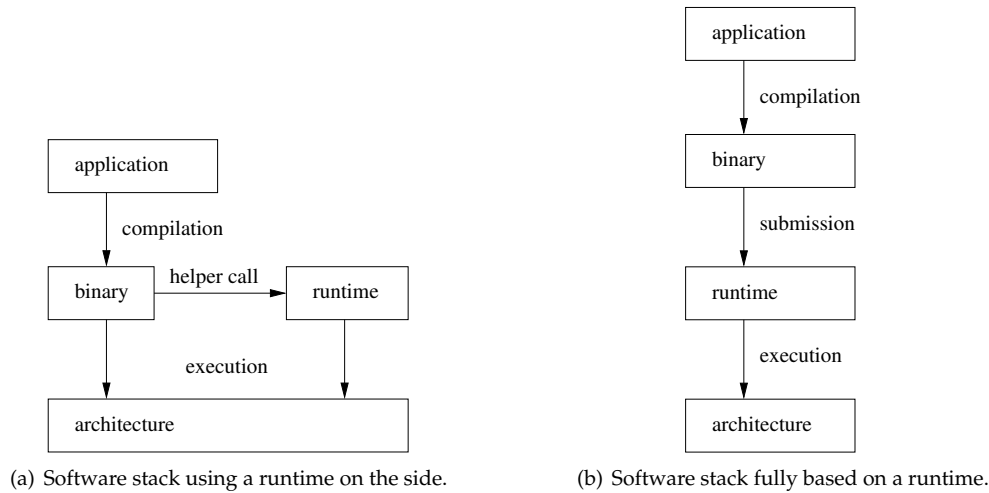 application
compilation
binary
helper call
runtime
execution
architecture
(a) Software stack using a runtime on the side.
application
compilation
binary
submission
runtime
execution
architecture
(b) Software stack fully based on a runtime.